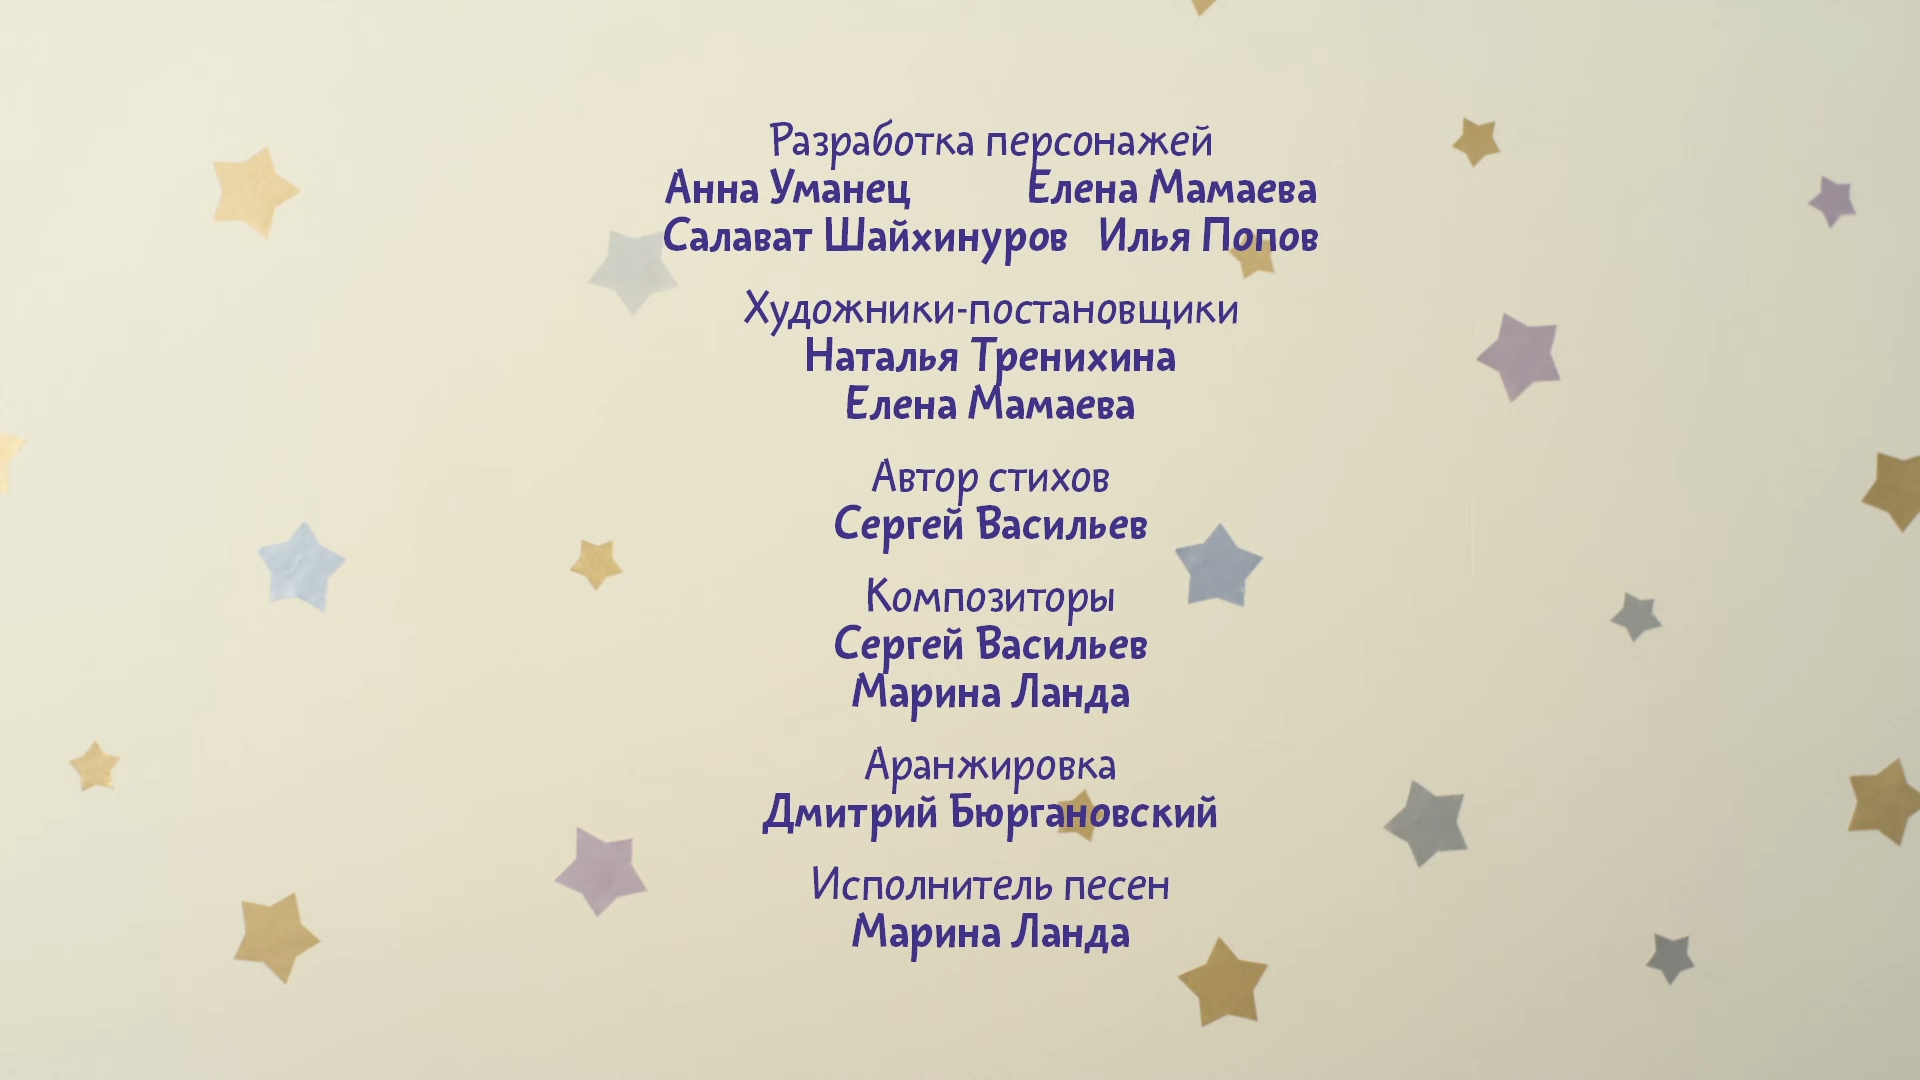 Разработка персонажей
Анна Уманец Елена Мамаева
Салават Шайхинуров Илья Попов
Художники-постановщики
Наталья Тренихина
Елена Мамаева
Автор стихов
Сергей Васильев
Композиторы
Сергей Васильев
Марина Ланда
Аранжировка
Дмитрий Бюргановский
Исполнитель песен
Марина Ланда